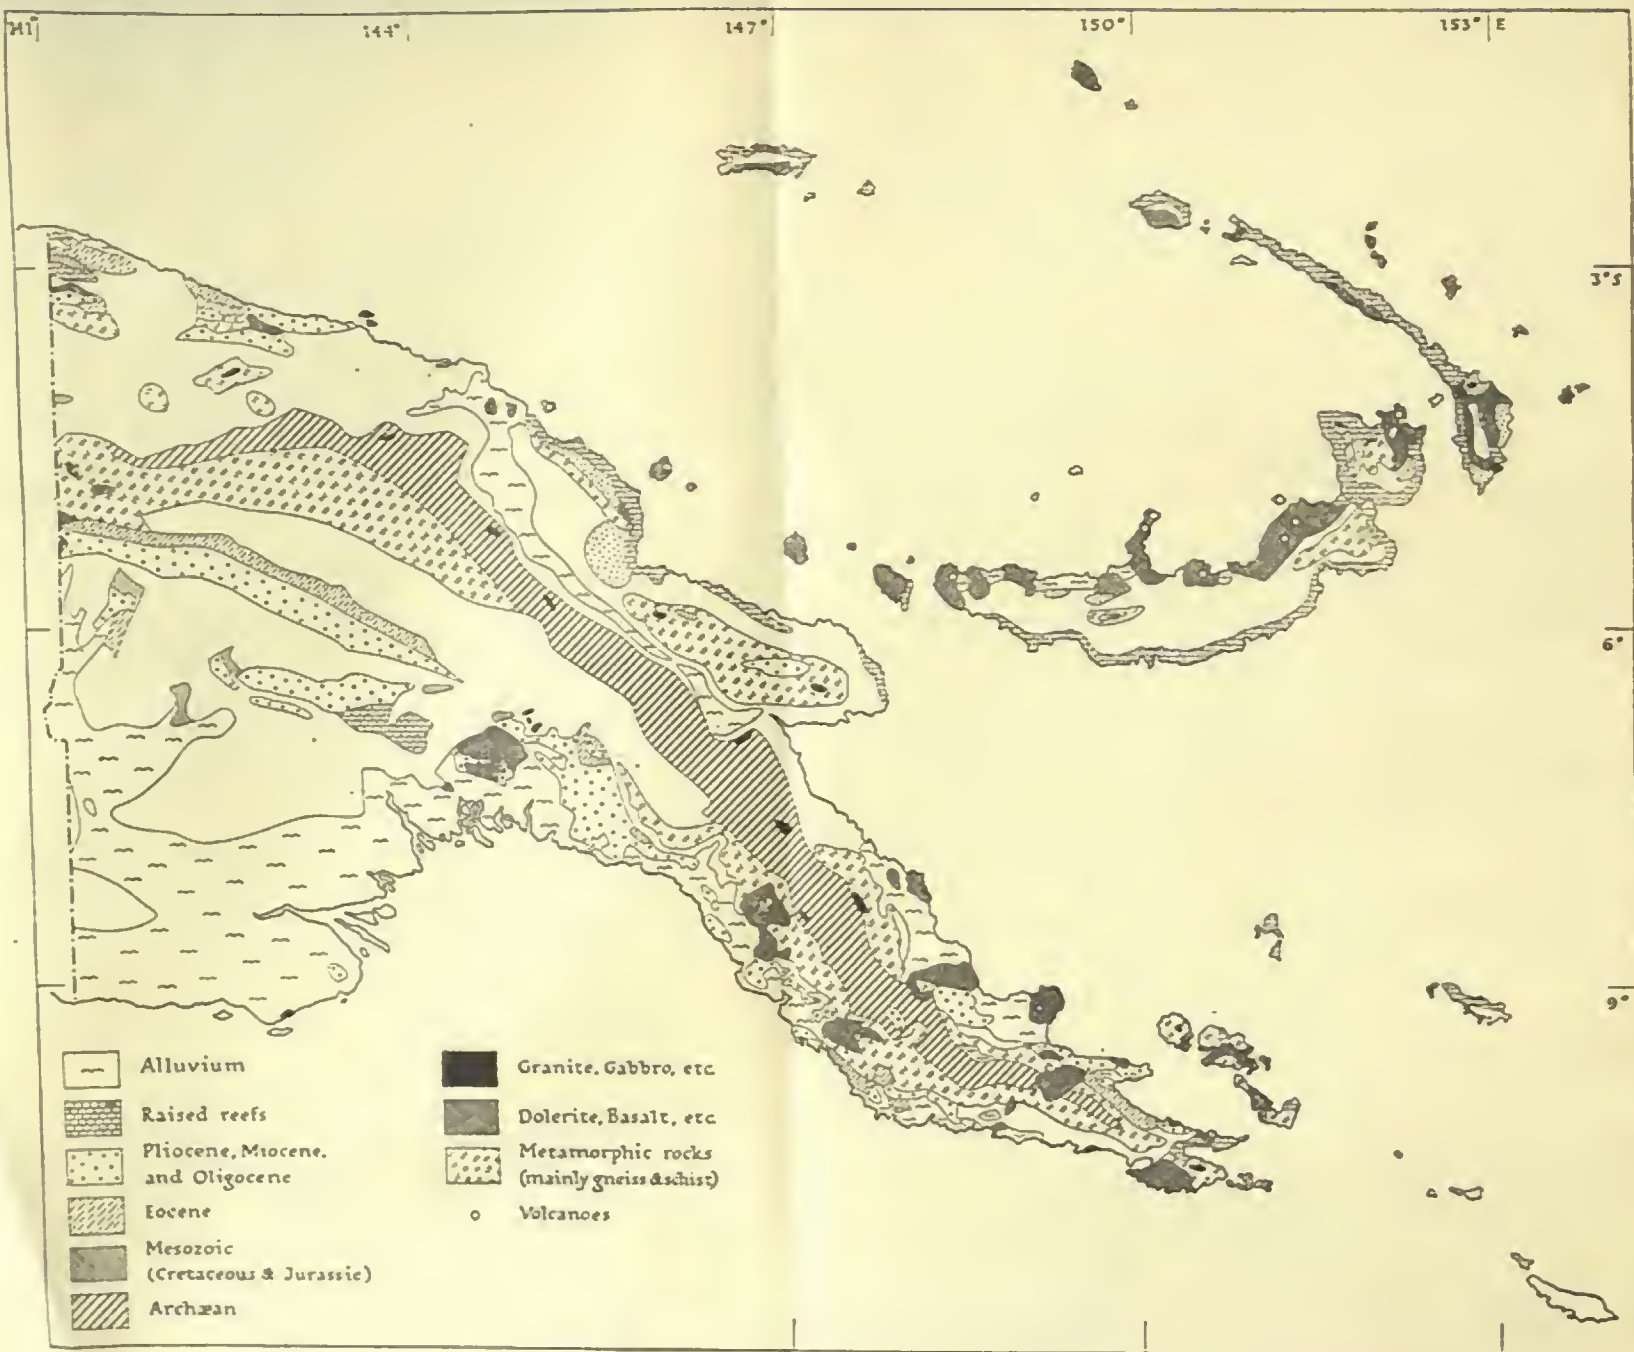 141°
144°
147°
150°
153° E
3° S
6°
9°
Alluvium
Raised reefs
Pliocene, Miocene,
and Oligocene
Eocene
Mesozoic
(Cretaceous & Jurassic)
Archæan
Granite, Gabbro, etc.
Dolerite, Basalt, etc.
Metamorphic rocks
(mainly gneiss & schist)
Volcanoes